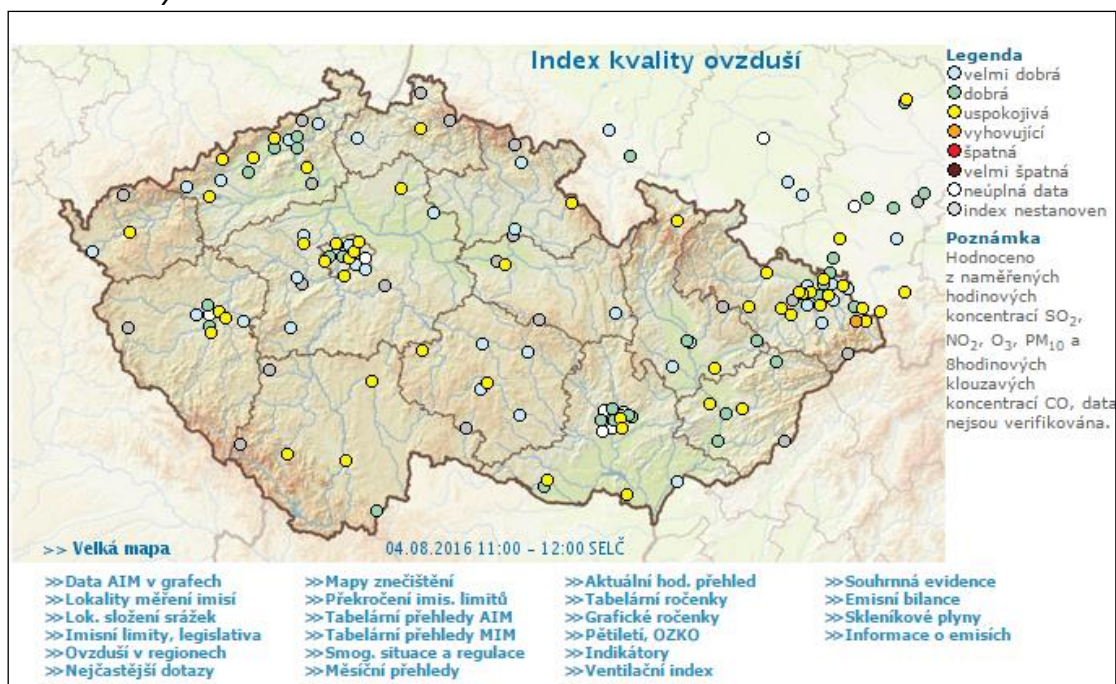 Index kvality ovzduší
Legenda
velmi dobrá
dobrá
uspokojivá
vyhovující
špatná
velmi špatná
neúplná data
index nestanoven
Poznámka
Hodnoceno
z naměřených
hodinových
koncentrací SO₂,
NO₂, O₃, PM₁₀ a
8hodinových
klouzavých
koncentrací CO, data
nejsou verifikována.
>> Velká mapa
04.08.2016 11:00 - 12:00 SELČ
>>Data AIM v grafech
>>Lokality měření imisí
>>Lok. složení srážek
>>Imisní limity, legislativa
>>Ovzduší v regionech
>>Nejčastější dotazy
>>Mapy znečištění
>>Překročení imis. limitů
>>Tabelární přehledy AIM
>>Tabelární přehledy MIM
>>Smog. situace a regulace
>>Měsíční přehledy
>>Aktuální hod. přehled
>>Tabelární ročenky
>>Grafické ročenky
>>Pětiletí, OZKO
>>Indikátory
>>Ventilační index
>>Souhrnná evidence
>>Emisní bilance
>>Skleníkové plyny
>>Informace o emisích